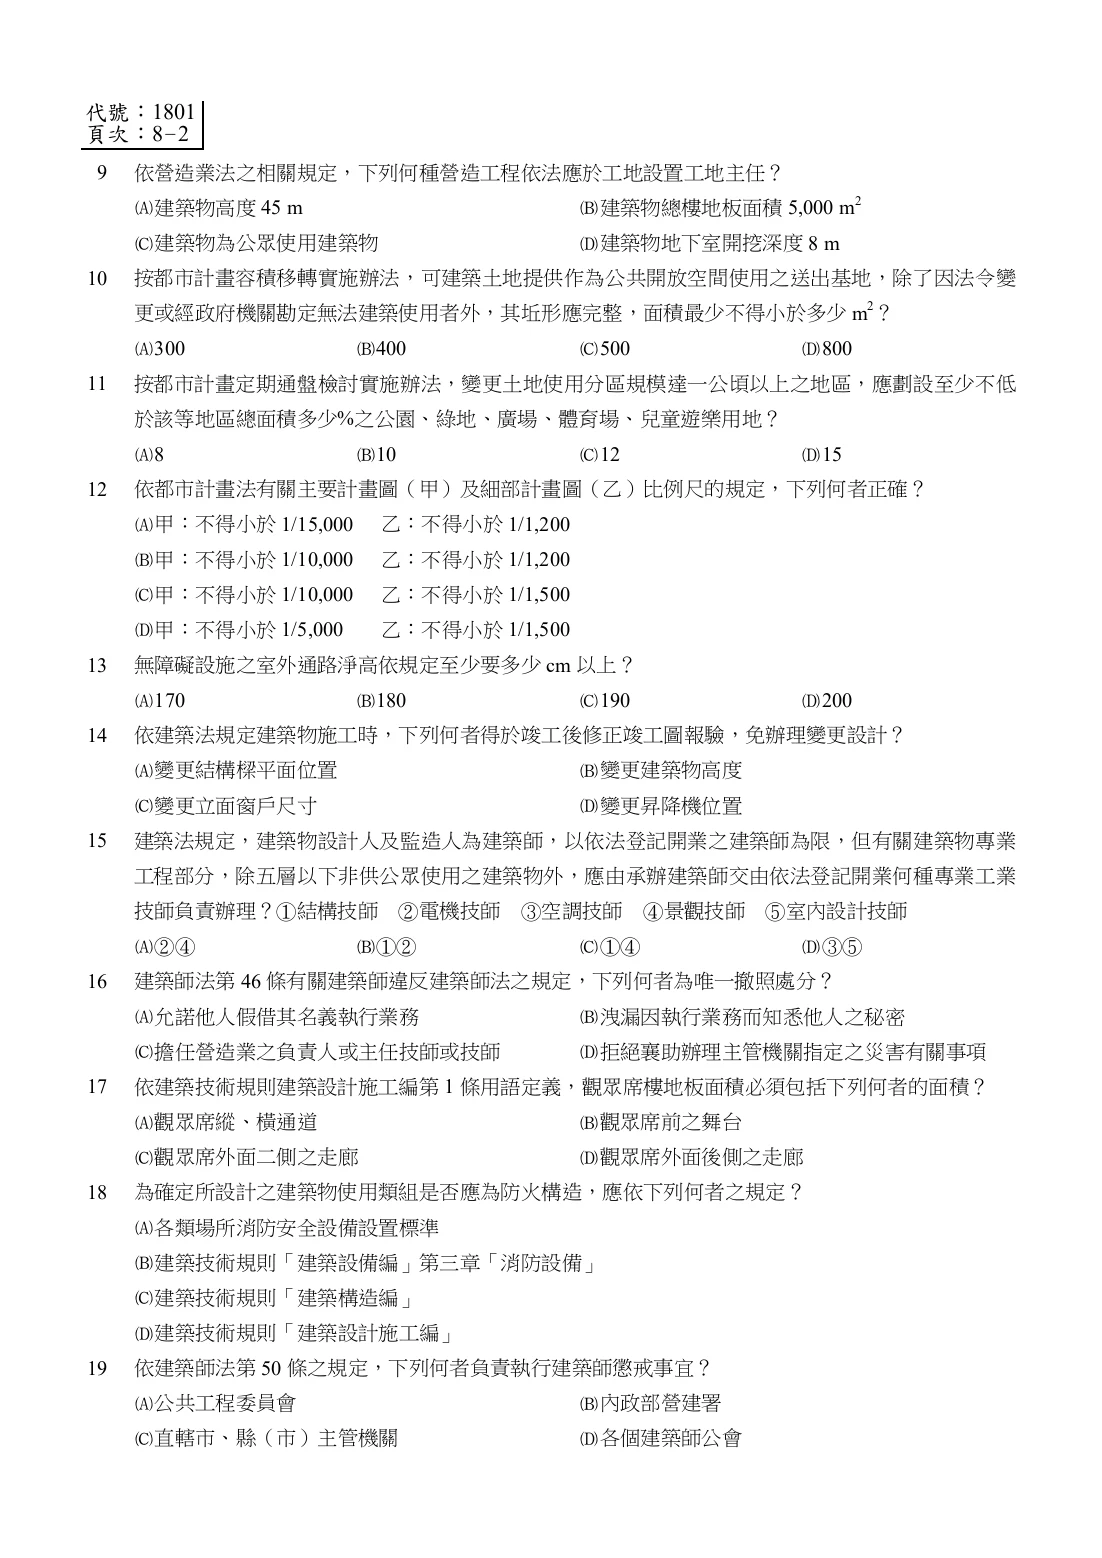 代號：1801
頁次：8－2
9 依營造業法之相關規定，下列何種營造工程依法應於工地設置工地主任？
(A)建築物高度 45 m (B)建築物總樓地板面積 5,000 m²
(C)建築物為公眾使用建築物 (D)建築物地下室開挖深度 8 m
10 按都市計畫容積移轉實施辦法，可建築土地提供作為公共開放空間使用之送出基地，除了因法令變
更或經政府機關勘定無法建築使用者外，其坵形應完整，面積最少不得小於多少 m²？
(A)300 (B)400 (C)500 (D)800
11 按都市計畫定期通盤檢討實施辦法，變更土地使用分區規模達一公頃以上之地區，應劃設至少不低
於該等地區總面積多少%之公園、綠地、廣場、體育場、兒童遊樂用地？
(A)8 (B)10 (C)12 (D)15
12 依都市計畫法有關主要計畫圖（甲）及細部計畫圖（乙）比例尺的規定，下列何者正確？
(A)甲：不得小於 1/15,000 乙：不得小於 1/1,200
(B)甲：不得小於 1/10,000 乙：不得小於 1/1,200
(C)甲：不得小於 1/10,000 乙：不得小於 1/1,500
(D)甲：不得小於 1/5,000 乙：不得小於 1/1,500
13 無障礙設施之室外通路淨高依規定至少要多少 cm 以上？
(A)170 (B)180 (C)190 (D)200
14 依建築法規定建築物施工時，下列何者得於竣工後修正竣工圖報驗，免辦理變更設計？
(A)變更結構樑平面位置 (B)變更建築物高度
(C)變更立面窗戶尺寸 (D)變更昇降機位置
15 建築法規定，建築物設計人及監造人為建築師，以依法登記開業之建築師為限，但有關建築物專業
工程部分，除五層以下非供公眾使用之建築物外，應由承辦建築師交由依法登記開業何種專業工業
技師負責辦理？①結構技師 ②電機技師 ③空調技師 ④景觀技師 ⑤室內設計技師
(A)②④ (B)①② (C)①④ (D)③⑤
16 建築師法第 46 條有關建築師違反建築師法之規定，下列何者為唯一撤照處分？
(A)允諾他人假借其名義執行業務 (B)洩漏因執行業務而知悉他人之秘密
(C)擔任營造業之負責人或主任技師或技師 (D)拒絕襄助辦理主管機關指定之災害有關事項
17 依建築技術規則建築設計施工編第 1 條用語定義，觀眾席樓地板面積必須包括下列何者的面積？
(A)觀眾席縱、橫通道 (B)觀眾席前之舞台
(C)觀眾席外面二側之走廊 (D)觀眾席外面後側之走廊
18 為確定所設計之建築物使用類組是否應為防火構造，應依下列何者之規定？
(A)各類場所消防安全設備設置標準
(B)建築技術規則「建築設備編」第三章「消防設備」
(C)建築技術規則「建築構造編」
(D)建築技術規則「建築設計施工編」
19 依建築師法第 50 條之規定，下列何者負責執行建築師懲戒事宜？
(A)公共工程委員會 (B)內政部營建署
(C)直轄市、縣（市）主管機關 (D)各個建築師公會